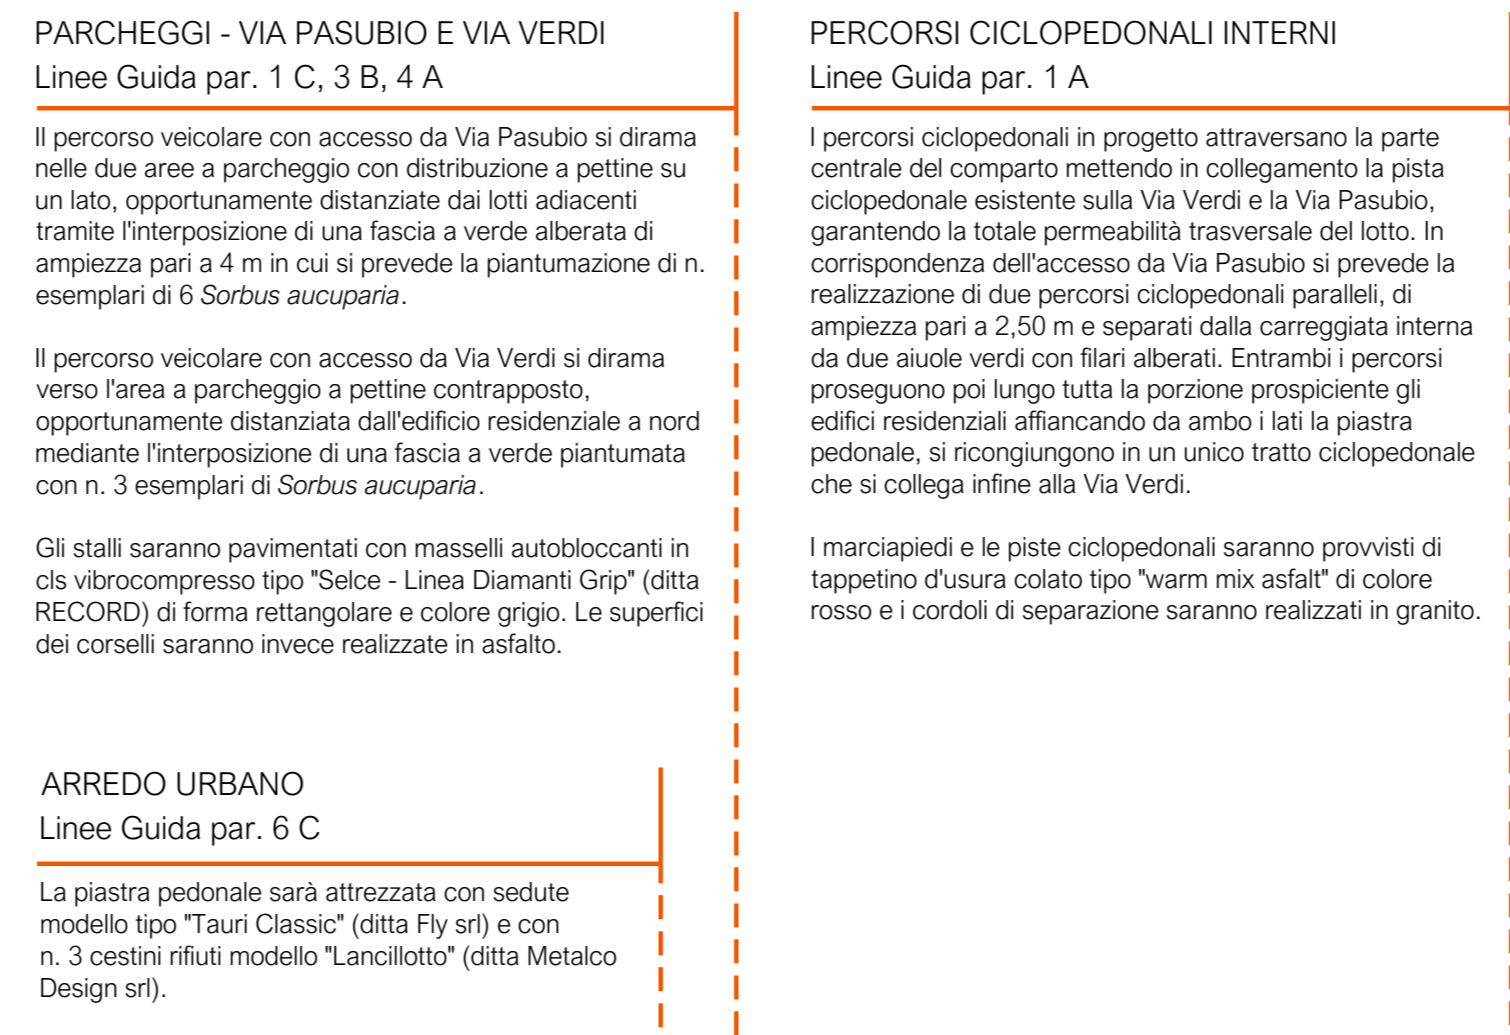 PARCHEGGI - VIA PASUBIO E VIA VERDI
Linee Guida par. 1 C, 3 B, 4 A
Il percorso veicolare con accesso da Via Pasubio si dirama
nelle due aree a parcheggio con distribuzione a pettine su
un lato, opportunamente distanziate dai lotti adiacenti
tramite l'interposizione di una fascia a verde alberata di
ampiezza pari a 4 m in cui si prevede la piantumazione di n.
esemplari di 6 Sorbus aucuparia.
Il percorso veicolare con accesso da Via Verdi si dirama
verso l'area a parcheggio a pettine contrapposto,
opportunamente distanziata dall'edificio residenziale a nord
mediante l'interposizione di una fascia a verde piantumata
con n. 3 esemplari di Sorbus aucuparia.
Gli stalli saranno pavimentati con masselli autobloccanti in
cls vibrocompresso tipo "Selce - Linea Diamanti Grip" (ditta
RECORD) di forma rettangolare e colore grigio. Le superfici
dei corselli saranno invece realizzate in asfalto.
ARREDO URBANO
Linee Guida par. 6 C
La piastra pedonale sarà attrezzata con sedute
modello tipo "Tauri Classic" (ditta Fly srl) e con
n. 3 cestini rifiuti modello "Lancillotto" (ditta Metalco
Design srl).
PERCORSI CICLOPEDONALI INTERNI
Linee Guida par. 1 A
I percorsi ciclopedonali in progetto attraversano la parte
centrale del comparto mettendo in collegamento la pista
ciclopedonale esistente sulla Via Verdi e la Via Pasubio,
garantendo la totale permeabilità trasversale del lotto. In
corrispondenza dell'accesso da Via Pasubio si prevede la
realizzazione di due percorsi ciclopedonali paralleli, di
ampiezza pari a 2,50 m e separati dalla carreggiata interna
da due aiuole verdi con filari alberati. Entrambi i percorsi
proseguono poi lungo tutta la porzione prospiciente gli
edifici residenziali affiancando da ambo i lati la piastra
pedonale, si ricongiungono in un unico tratto ciclopedonale
che si collega infine alla Via Verdi.
I marciapiedi e le piste ciclopedonali saranno provvisti di
tappetino d'usura colato tipo "warm mix asfalt" di colore
rosso e i cordoli di separazione saranno realizzati in granito.